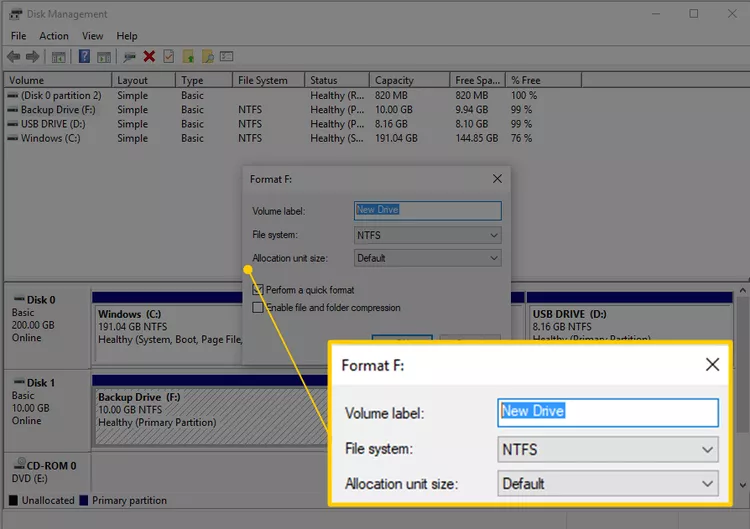 Disk Management
File Action View Help
Volume Layout Type File System Status Capacity Free Spa... % Free
(Disk 0 partition 2) Simple Basic Healthy (R... 820 MB 820 MB 100 %
Backup Drive (F:) Simple Basic NTFS Healthy (P... 10.00 GB 9.94 GB 99 %
USB DRIVE (D:) Simple Basic NTFS Healthy (P... 8.16 GB 8.10 GB 99 %
Windows (C:) Simple Basic NTFS Healthy (S... 191.04 GB 144.85 GB 76 %
Format F:
Volume label: New Drive
File system: NTFS
Allocation unit size: Default
Perform a quick format
Enable file and folder compression
Disk 0
Basic
200.00 GB
Online
Windows (C:)
191.04 GB NTFS
Healthy (System, Boot, Page File,
USB DRIVE (D:)
8.16 GB NTFS
Healthy (Primary Partition)
Disk 1
Basic
10.00 GB
Online
Backup Drive (F:)
10.00 GB NTFS
Healthy (Primary Partition)
CD-ROM 0
DVD (E:)
Unallocated Primary partition
Format F:
Volume label: New Drive
File system: NTFS
Allocation unit size: Default